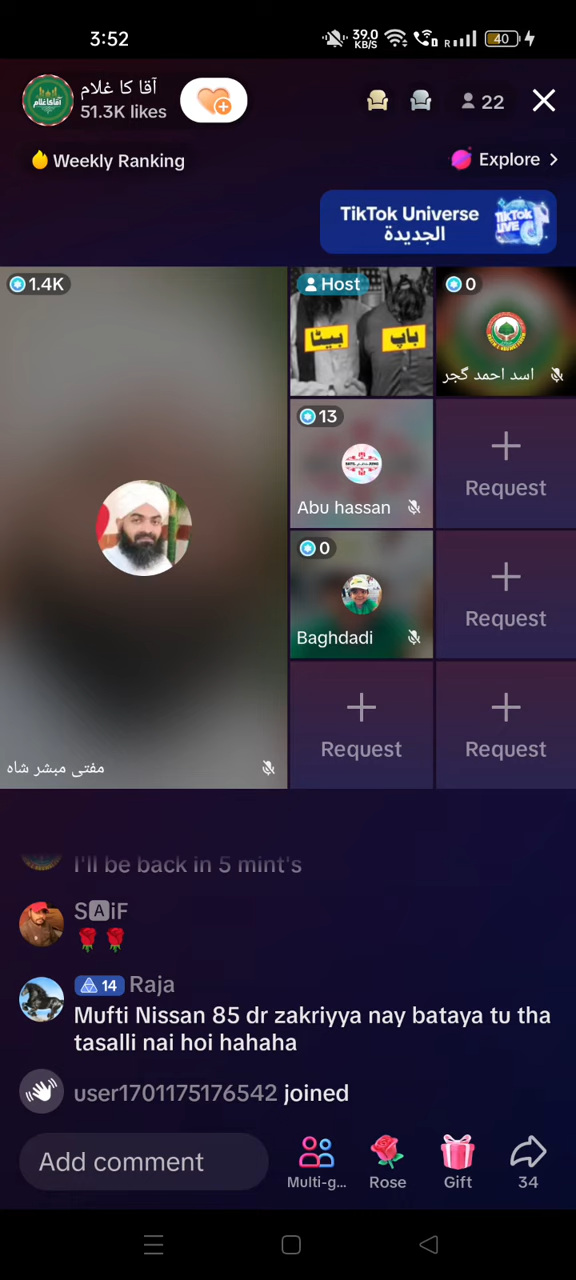 3:52
39.0
KB/S
R
40
آقا کا غلام
51.3K likes
22
Weekly Ranking
Explore
TikTok Universe
الجديدة
TIKTOK
LIVE
1.4K
مفتی مبشر شاہ
Host
بیٹا
باپ
0
اسد احمد گجر
13
Abu hassan
Request
0
Baghdadi
Request
Request
Request
I'll be back in 5 mint's
SAiF
14 Raja
Mufti Nissan 85 dr zakriyya nay bataya tu tha
tasalli nai hoi hahaha
user1701175176542 joined
Add comment
Multi-g...
Rose
Gift
34